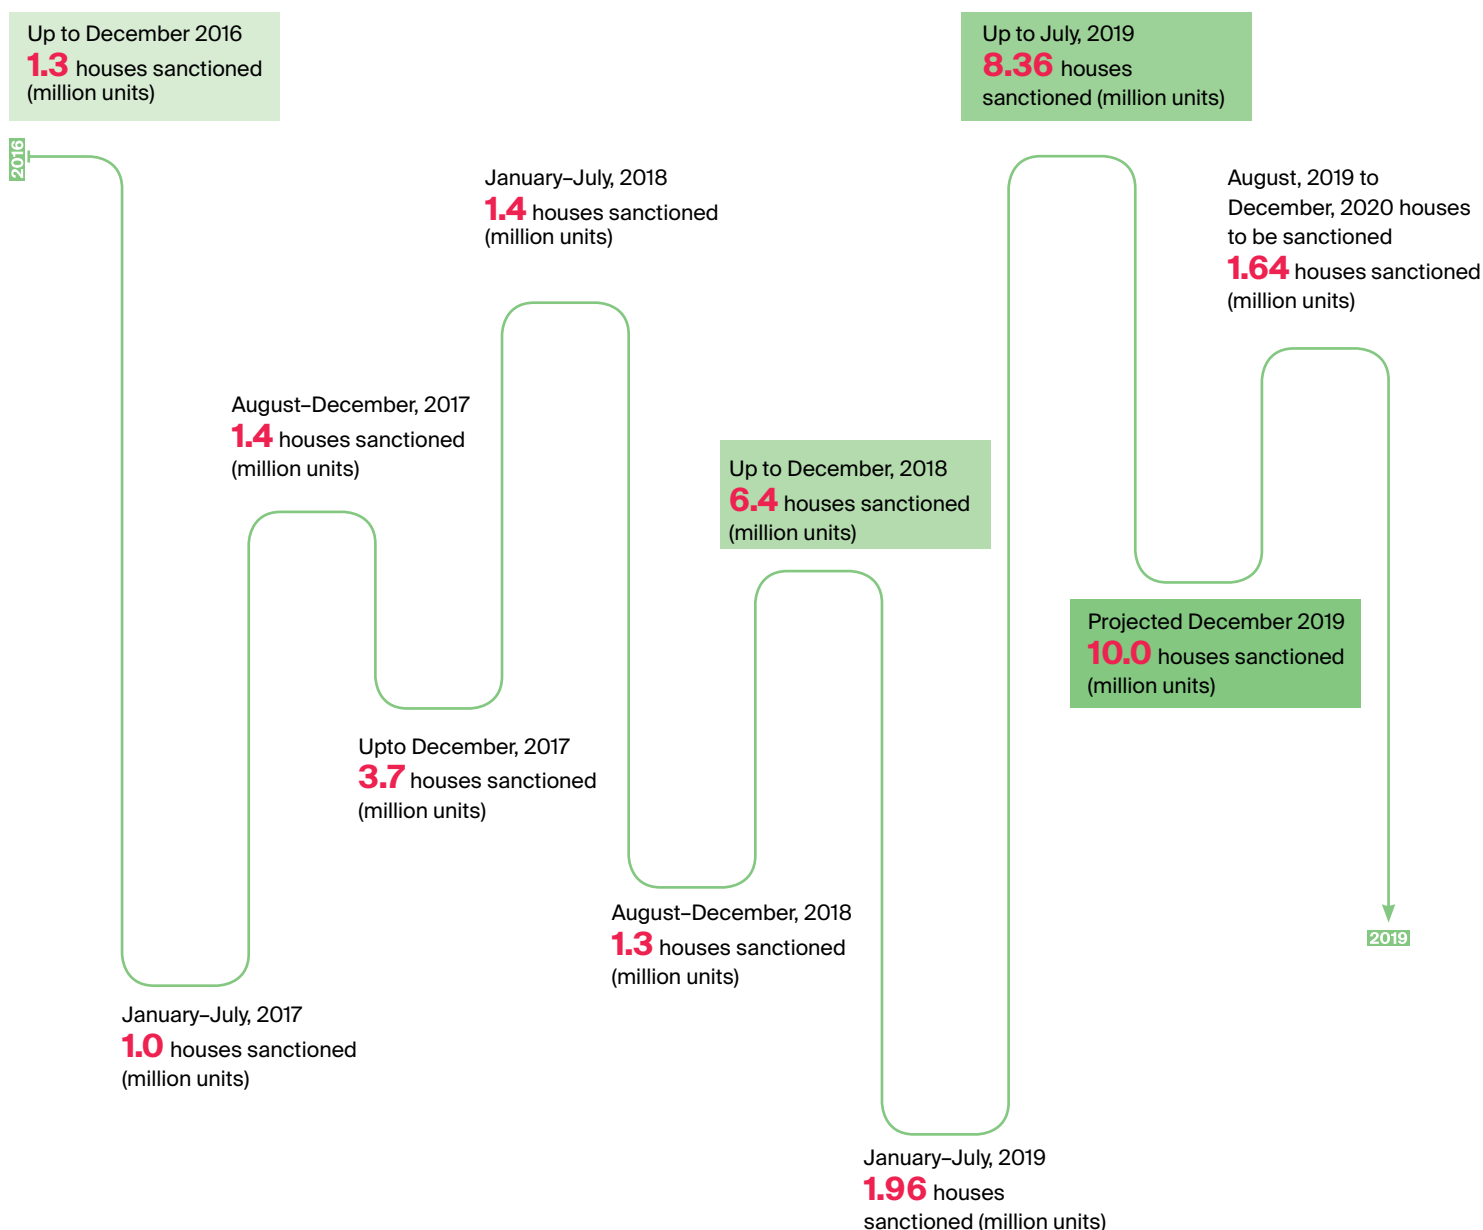 Up to December 2016
1.3 houses sanctioned
(million units)
2016
January–July, 2017
1.0 houses sanctioned
(million units)
August–December, 2017
1.4 houses sanctioned
(million units)
Upto December, 2017
3.7 houses sanctioned
(million units)
January–July, 2018
1.4 houses sanctioned
(million units)
August–December, 2018
1.3 houses sanctioned
(million units)
Up to December, 2018
6.4 houses sanctioned
(million units)
January–July, 2019
1.96 houses
sanctioned (million units)
Up to July, 2019
8.36 houses
sanctioned (million units)
Projected December 2019
10.0 houses sanctioned
(million units)
August, 2019 to
December, 2020 houses
to be sanctioned
1.64 houses sanctioned
(million units)
2019